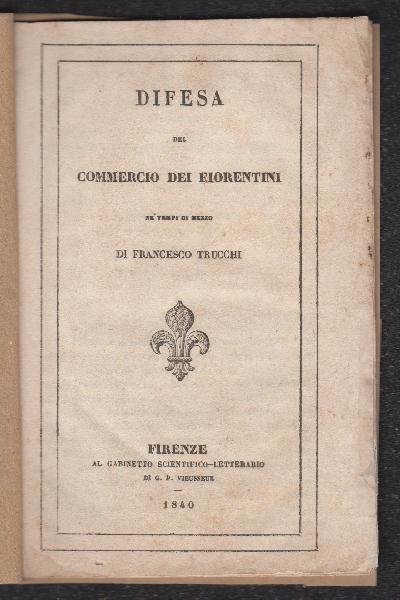 DIFESA
DEL
COMMERCIO DEI FIORENTINI
NE' TEMPI DI MEZZO
DI FRANCESCO TRUCCHI
FIRENZE
AL GABINETTO SCIENTIFICO-LETTERARIO
DI G. P. VIEUSSEUX
1840